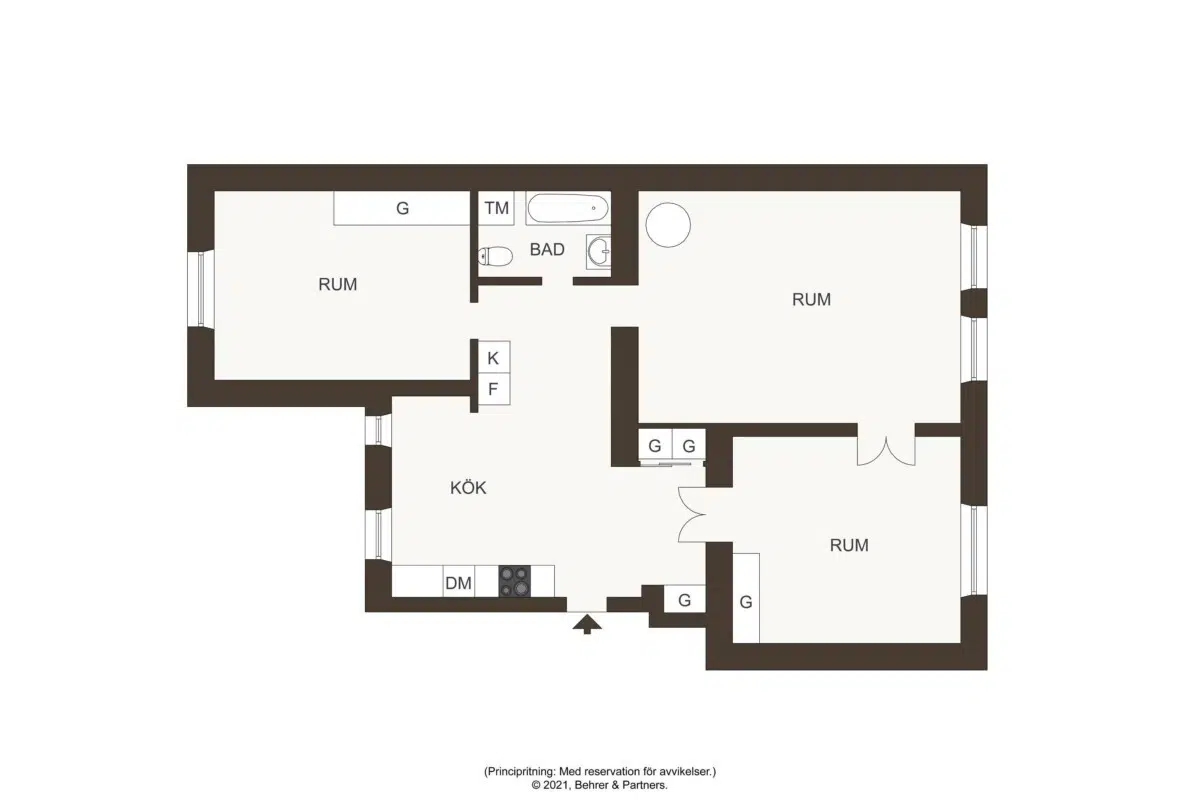 G
TM
BAD
RUM
RUM
K
F
G
G
KÖK
RUM
DM
G
G
(Principritning: Med reservation för avvikelser.)
© 2021, Behrer & Partners.